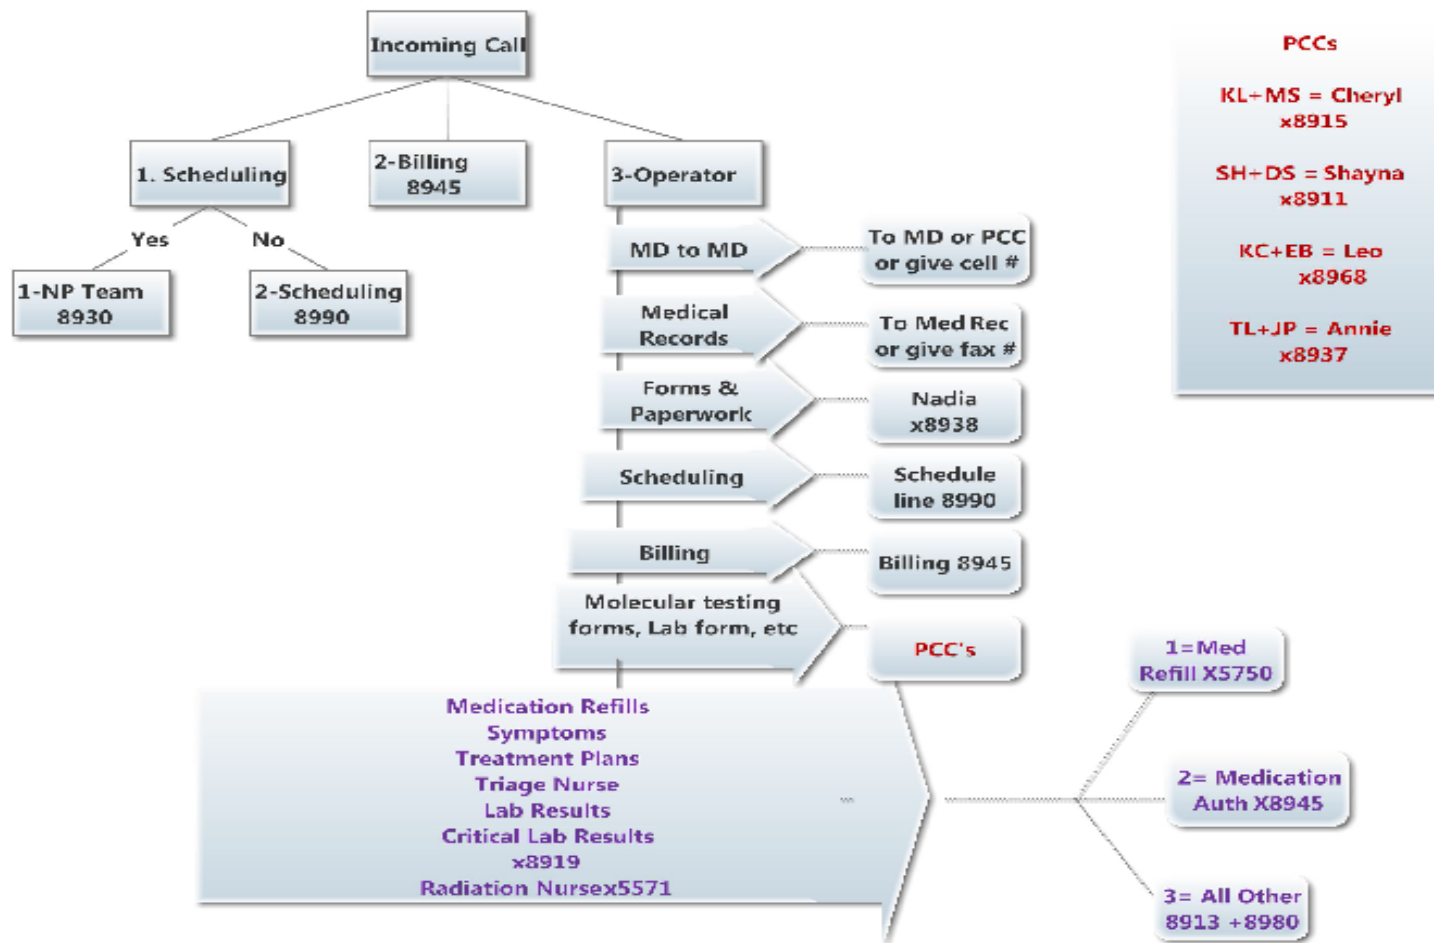 Incoming Call
1. Scheduling
2-Billing
8945
3-Operator
Yes
No
1-NP Team
8930
2-Scheduling
8990
MD to MD
To MD or PCC
or give cell #
Medical
Records
To Med Rec
or give fax #
Forms &
Paperwork
Nadia
x8938
Scheduling
Schedule
line 8990
Billing
Billing 8945
Molecular testing
forms, Lab form, etc
PCC's
Medication Refills
Symptoms
Treatment Plans
Triage Nurse
Lab Results
Critical Lab Results
x8919
Radiation Nursex5571
1=Med
Refill X5750
2= Medication
Auth X8945
3= All Other
8913 +8980
PCCs
KL+MS = Cheryl
x8915
SH+DS = Shayna
x8911
KC+EB = Leo
x8968
TL+JP = Annie
x8937